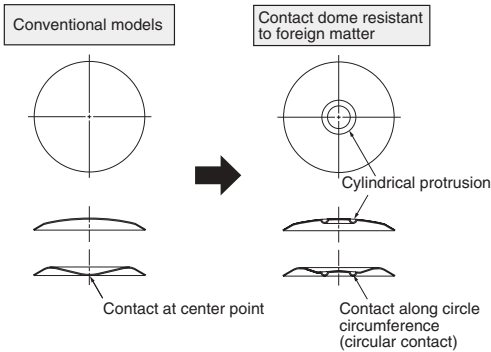 Conventional models
Contact dome resistant
to foreign matter
Cylindrical protrusion
Contact at center point
Contact along circle
circumference
(circular contact)